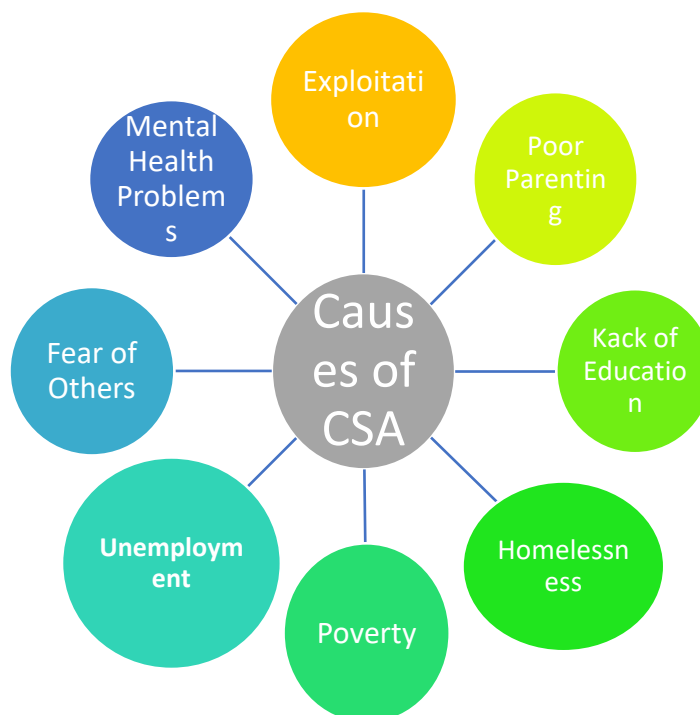 Exploitati
on
Poor
Parentin
g
Kack of
Educatio
n
Homelessn
ess
Poverty
Unemploym
ent
Fear of
Others
Mental
Health
Problem
s
Caus
es of
CSA